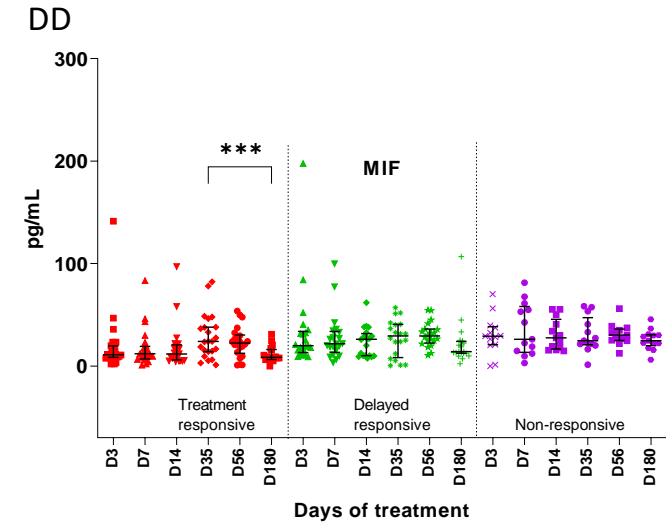 DD
300
200
100
0
pg/mL
***
MIF
Treatment
responsive
Delayed
responsive
Non-responsive
D3 D7 D14 D35 D56 D180 D3 D7 D14 D35 D56 D180 D3 D7 D14 D35 D56 D180
Days of treatment